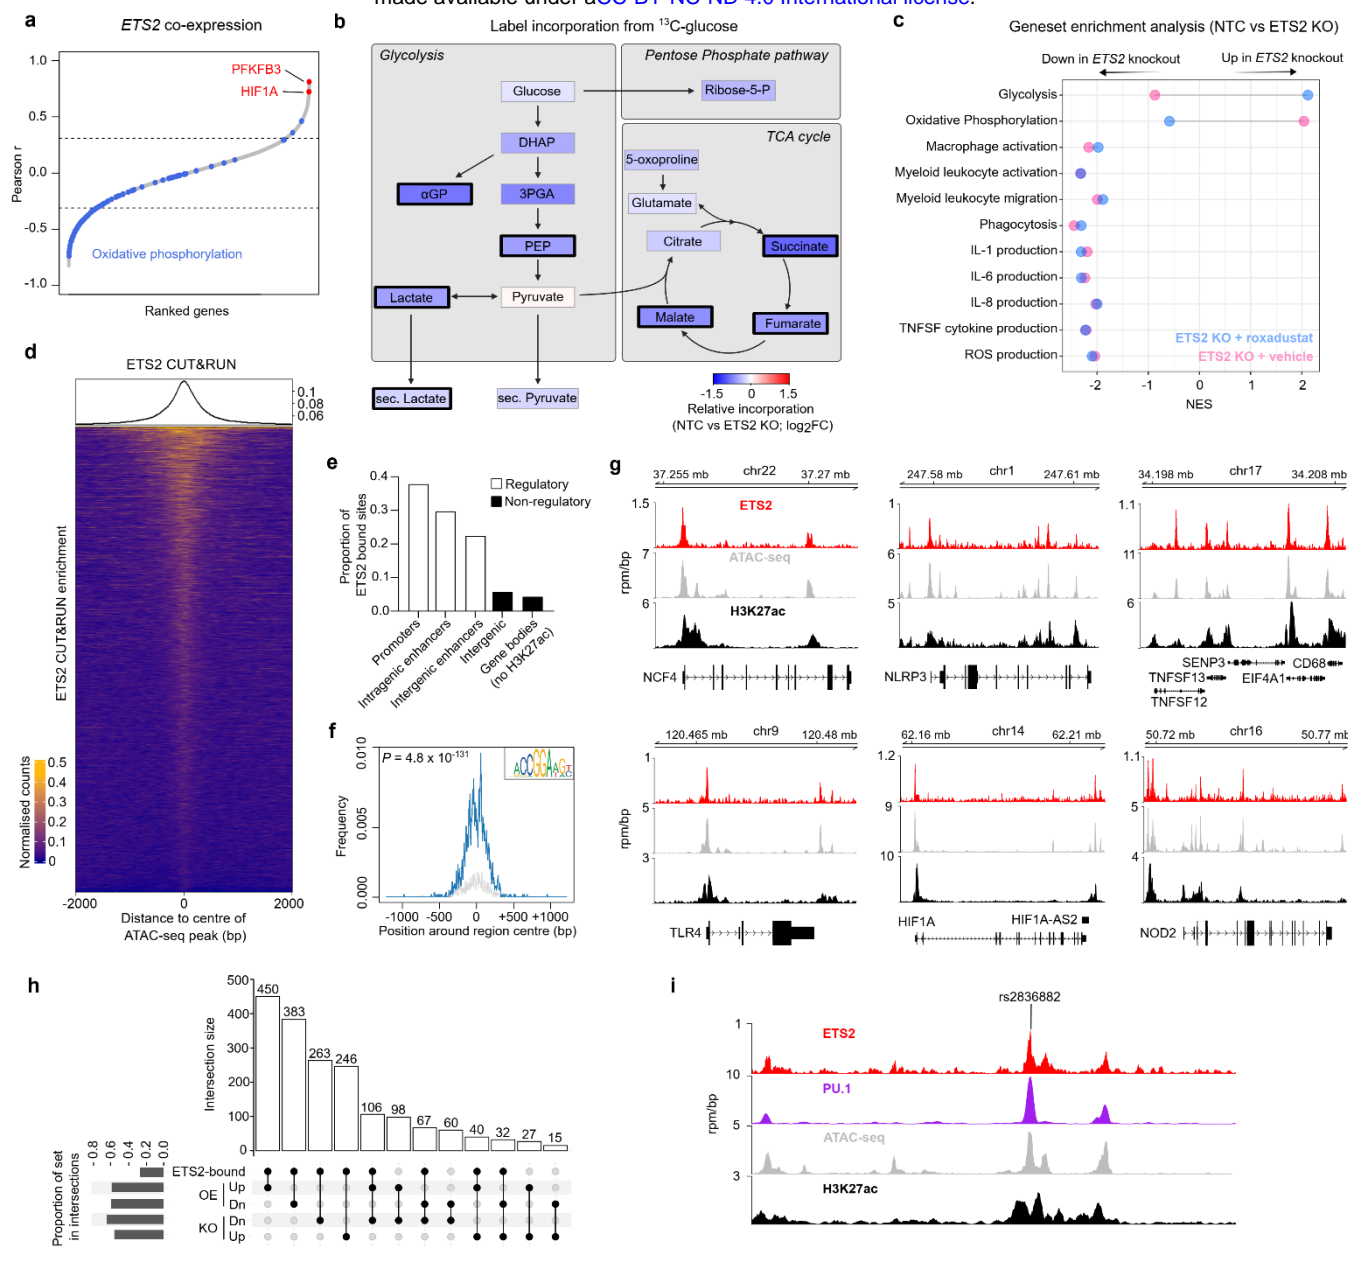 made available under aCC-BY-NC-ND 4.0 International license.
a
ETS2 co-expression
1.0
0.5
0.0
-0.5
-1.0
Pearson r
PFKFB3
HIF1A
Oxidative phosphorylation
Ranked genes
b
Label incorporation from ¹³C-glucose
Glycolysis
Pentose Phosphate pathway
TCA cycle
Glucose
Ribose-5-P
DHAP
αGP
3PGA
PEP
Lactate
Pyruvate
sec. Lactate
sec. Pyruvate
5-oxoproline
Glutamate
Citrate
Succinate
Malate
Fumarate
-1.5 0 1.5
Relative incorporation
(NTC vs ETS2 KO; log₂FC)
c
Geneset enrichment analysis (NTC vs ETS2 KO)
Down in ETS2 knockout
Up in ETS2 knockout
Glycolysis
Oxidative Phosphorylation
Macrophage activation
Myeloid leukocyte activation
Myeloid leukocyte migration
Phagocytosis
IL-1 production
IL-6 production
IL-8 production
TNFSF cytokine production
ROS production
ETS2 KO + roxadustat
ETS2 KO + vehicle
-2 -1 0 1 2
NES
d
ETS2 CUT&RUN
0.1
0.08
0.06
ETS2 CUT&RUN enrichment
Normalised counts
0.5
0.4
0.3
0.2
0.1
0
-2000 0 2000
Distance to centre of
ATAC-seq peak (bp)
e
Proportion of
ETS2 bound sites
0.4
0.3
0.2
0.1
0.0
Regulatory
Non-regulatory
Promoters
Intragenic enhancers
Intergenic enhancers
Intergenic
Gene bodies
(no H3K27ac)
f
P = 4.8 x 10⁻¹³¹
Frequency
0.010
0.005
0.000
-1000 -500 0 +500 +1000
Position around region centre (bp)
g
37.255 mb chr22 37.27 mb
1.5
7
6
rpm/bp
ETS2
ATAC-seq
H3K27ac
NCF4
247.58 mb chr1 247.61 mb
1
6
5
NLRP3
34.198 mb chr17 34.208 mb
1.1
11
6
SENP3 CD68
TNFSF13 EIF4A1
TNFSF12
120.465 mb chr9 120.48 mb
1
5
3
rpm/bp
TLR4
62.16 mb chr14 62.21 mb
1.2
9
10
HIF1A HIF1A-AS2
50.72 mb chr16 50.77 mb
1.1
5
4
NOD2
h
Intersection size
500
400
300
200
100
0
450 383 263 246 106 98 67 60 40 32 27 15
Proportion of set
in intersections
0.8 0.6 0.4 0.2 0.0
ETS2-bound
OE Up
Dn
KO Dn
Up
i
rs2836882
1
10
5
3
rpm/bp
ETS2
PU.1
ATAC-seq
H3K27ac